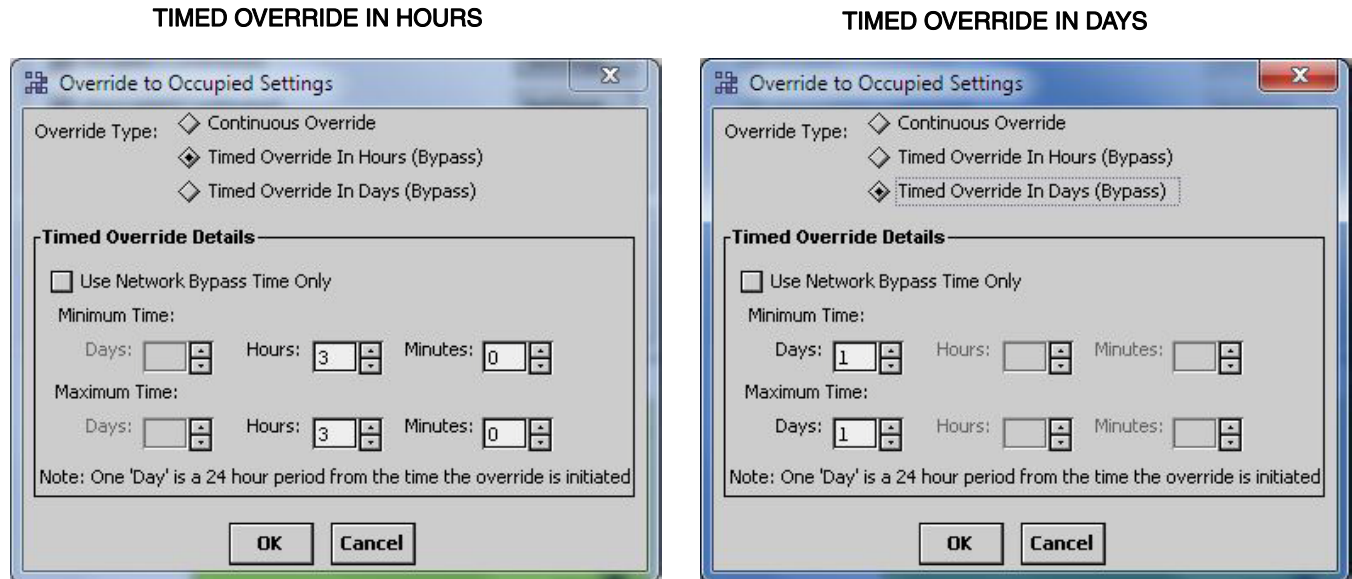 TIMED OVERRIDE IN HOURS
Override to Occupied Settings
Override Type:
Continuous Override
Timed Override In Hours (Bypass)
Timed Override In Days (Bypass)
Timed Override Details
Use Network Bypass Time Only
Minimum Time:
Days: Hours: 3 Minutes: 0
Maximum Time:
Days: Hours: 3 Minutes: 0
Note: One 'Day' is a 24 hour period from the time the override is initiated
OK Cancel
TIMED OVERRIDE IN DAYS
Override to Occupied Settings
Override Type:
Continuous Override
Timed Override In Hours (Bypass)
Timed Override In Days (Bypass)
Timed Override Details
Use Network Bypass Time Only
Minimum Time:
Days: 1 Hours: Minutes:
Maximum Time:
Days: 1 Hours: Minutes:
Note: One 'Day' is a 24 hour period from the time the override is initiated
OK Cancel